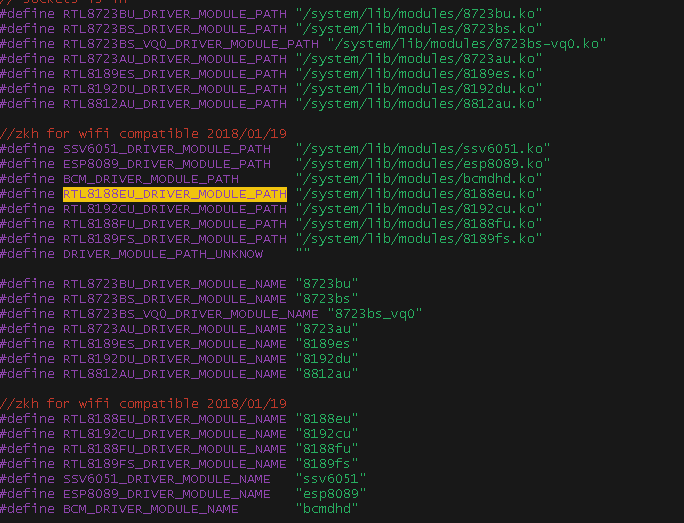 // sockets is in
#define RTL8723BU_DRIVER_MODULE_PATH "/system/lib/modules/8723bu.ko"
#define RTL8723BS_DRIVER_MODULE_PATH "/system/lib/modules/8723bs.ko"
#define RTL8723BS_VQ0_DRIVER_MODULE_PATH "/system/lib/modules/8723bs-vq0.ko"
#define RTL8723AU_DRIVER_MODULE_PATH "/system/lib/modules/8723au.ko"
#define RTL8189ES_DRIVER_MODULE_PATH "/system/lib/modules/8189es.ko"
#define RTL8192DU_DRIVER_MODULE_PATH "/system/lib/modules/8192du.ko"
#define RTL8812AU_DRIVER_MODULE_PATH "/system/lib/modules/8812au.ko"
//zkh for wifi compatible 2018/01/19
#define SSV6051_DRIVER_MODULE_PATH "/system/lib/modules/ssv6051.ko"
#define ESP8089_DRIVER_MODULE_PATH "/system/lib/modules/esp8089.ko"
#define BCM_DRIVER_MODULE_PATH "/system/lib/modules/bcmdhd.ko"
#define RTL8188EU_DRIVER_MODULE_PATH "/system/lib/modules/8188eu.ko"
#define RTL8192CU_DRIVER_MODULE_PATH "/system/lib/modules/8192cu.ko"
#define RTL8188FU_DRIVER_MODULE_PATH "/system/lib/modules/8188fu.ko"
#define RTL8189FS_DRIVER_MODULE_PATH "/system/lib/modules/8189fs.ko"
#define DRIVER_MODULE_PATH_UNKNOW ""
#define RTL8723BU_DRIVER_MODULE_NAME "8723bu"
#define RTL8723BS_DRIVER_MODULE_NAME "8723bs"
#define RTL8723BS_VQ0_DRIVER_MODULE_NAME "8723bs_vq0"
#define RTL8723AU_DRIVER_MODULE_NAME "8723au"
#define RTL8189ES_DRIVER_MODULE_NAME "8189es"
#define RTL8192DU_DRIVER_MODULE_NAME "8192du"
#define RTL8812AU_DRIVER_MODULE_NAME "8812au"
//zkh for wifi compatible 2018/01/19
#define RTL8188EU_DRIVER_MODULE_NAME "8188eu"
#define RTL8192CU_DRIVER_MODULE_NAME "8192cu"
#define RTL8188FU_DRIVER_MODULE_NAME "8188fu"
#define RTL8189FS_DRIVER_MODULE_NAME "8189fs"
#define SSV6051_DRIVER_MODULE_NAME "ssv6051"
#define ESP8089_DRIVER_MODULE_NAME "esp8089"
#define BCM_DRIVER_MODULE_NAME "bcmdhd"